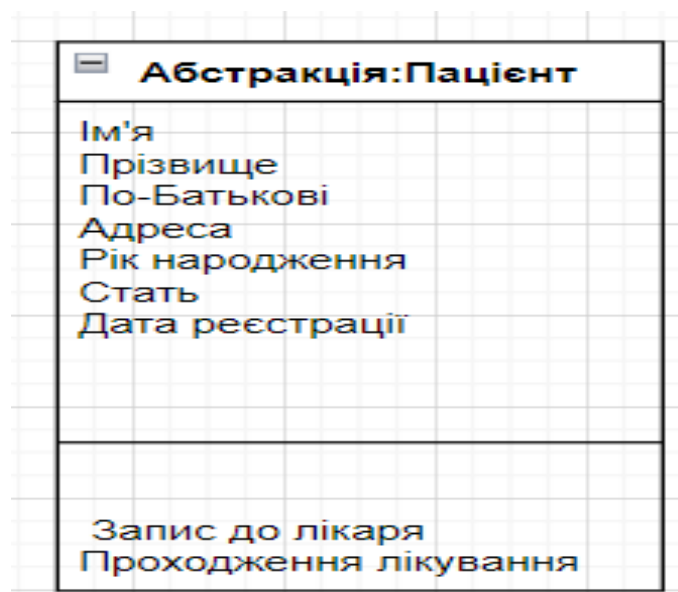 Абстракція:Пацієнт
Ім'я
Прізвище
По-Батькові
Адреса
Рік народження
Стать
Дата реєстрації
Запис до лікаря
Проходження лікування